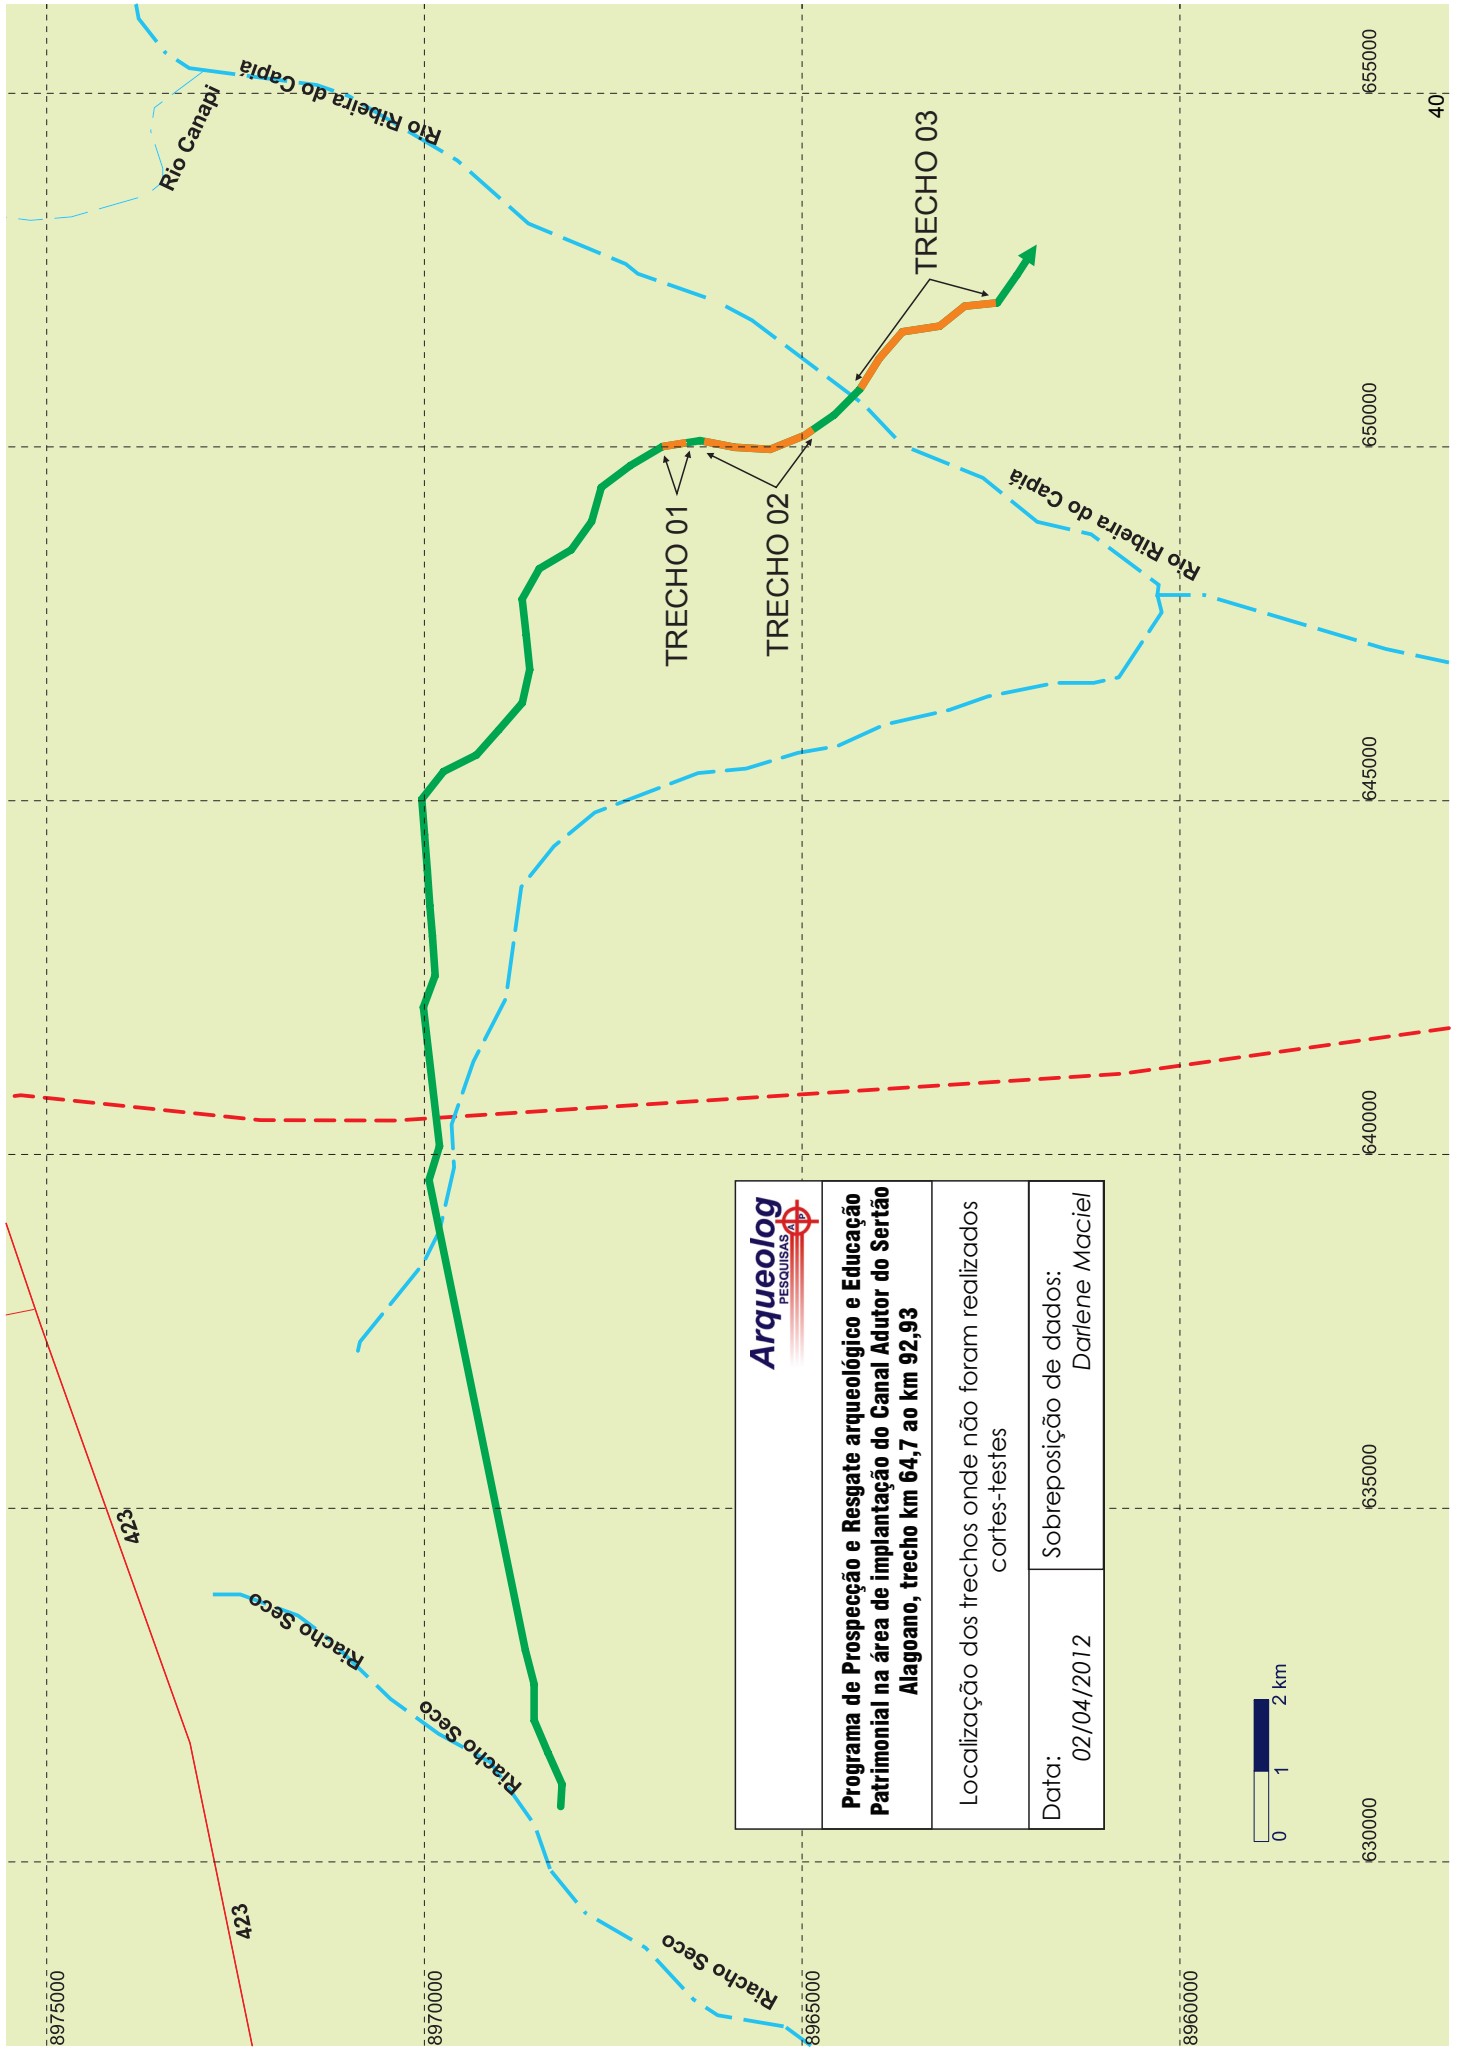 Rio Canapi
Rio Ribeira do Capiá
655000
40
TRECHO 03
650000
TRECHO 01
TRECHO 02
Rio Ribeira do Capiá
645000
640000
635000
630000
423
423
Riacho Seco
Riacho Seco
Riacho Seco
8975000
8970000
8965000
8960000
Arqueolog
PESQUISAS
Programa de Prospecção e Resgate arqueológico e Educação
Patrimonial na área de implantação do Canal Adutor do Sertão
Alagoano, trecho km 64,7 ao km 92,93
Localização dos trechos onde não foram realizados
cortes-testes
Data:
02/04/2012
Sobreposição de dados:
Darlene Maciel
0 1 2 km